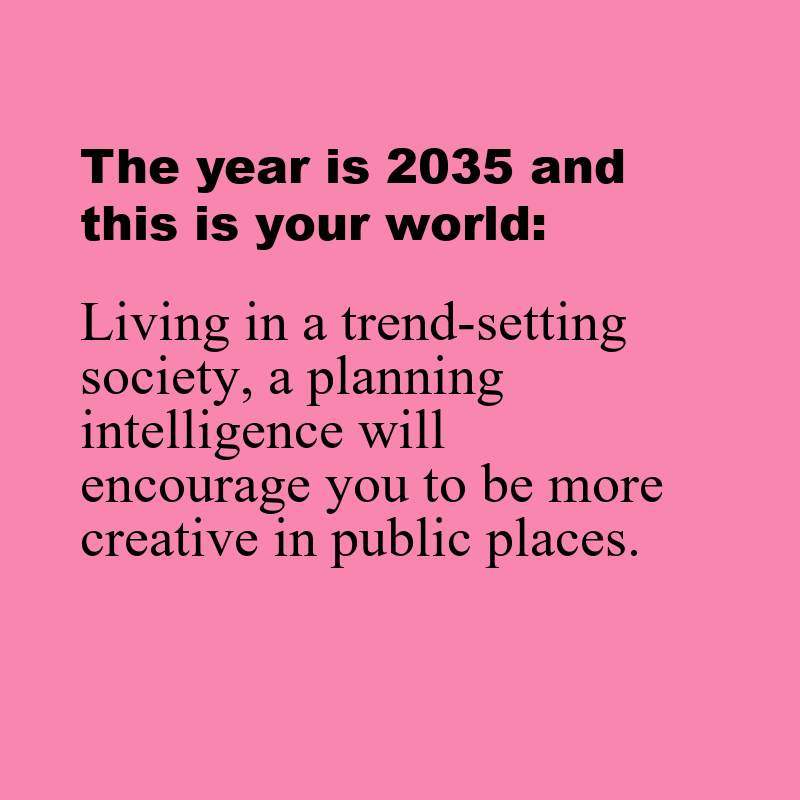 The year is 2035 and
this is your world:
Living in a trend-setting
society, a planning
intelligence will
encourage you to be more
creative in public places.